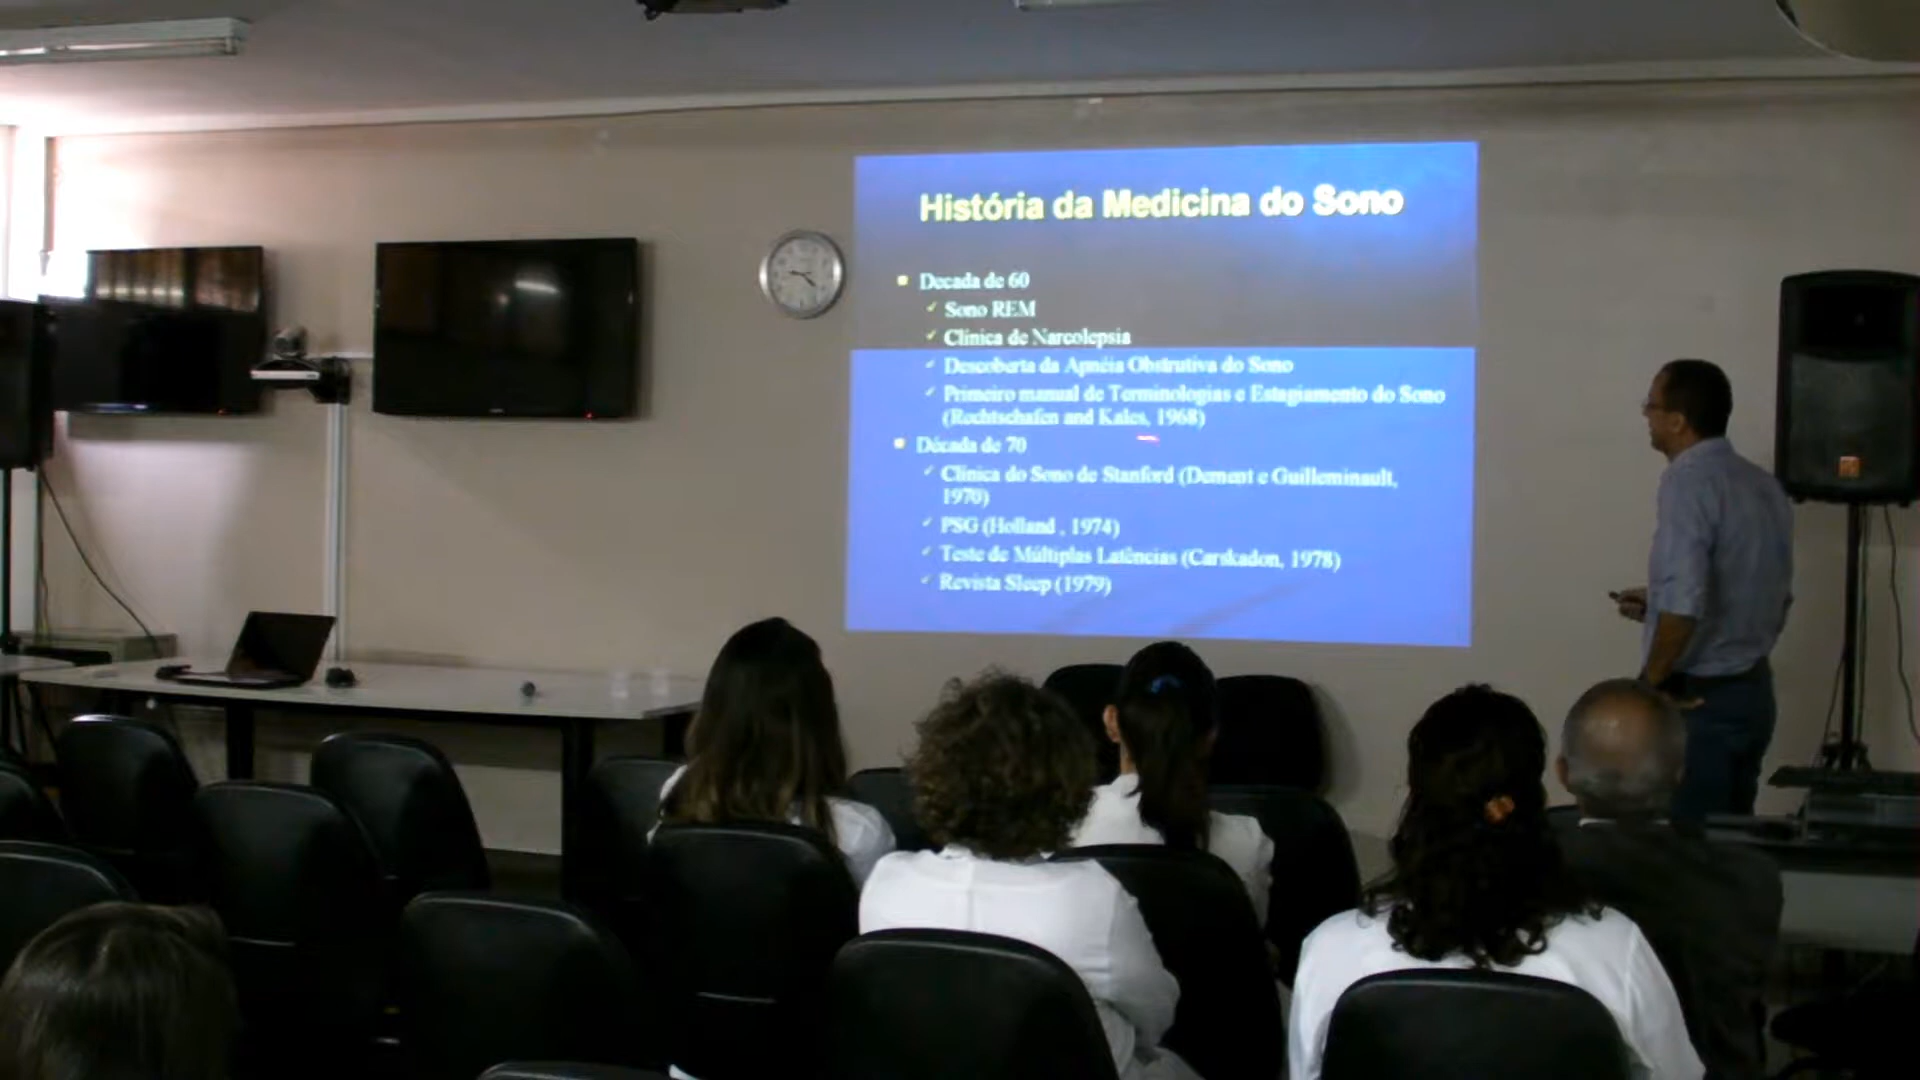 História da Medicina do Sono
Decada de 60
Sono REM
Clínica de Narcolepsia
Descoberta da Apnéia Obstrutiva do Sono
Primeiro manual de Terminologias e Estagiamento do Sono
(Rechtschafen and Kales, 1968)
Década de 70
Clínica do Sono de Stanford (Dement e Guilleminault,
1970)
PSG (Holland , 1974)
Teste de Múltiplas Latências (Carskadon, 1978)
Revista Sleep (1979)